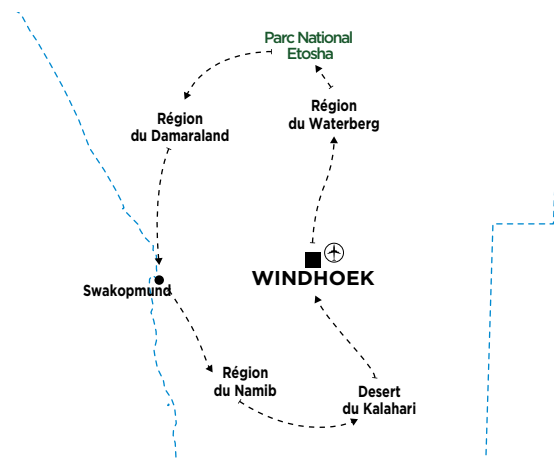 Parc National
Etosha
Région
du Waterberg
Région
du Damaraland
WINDHOEK
Swakopmund
Région
du Namib
Desert
du Kalahari